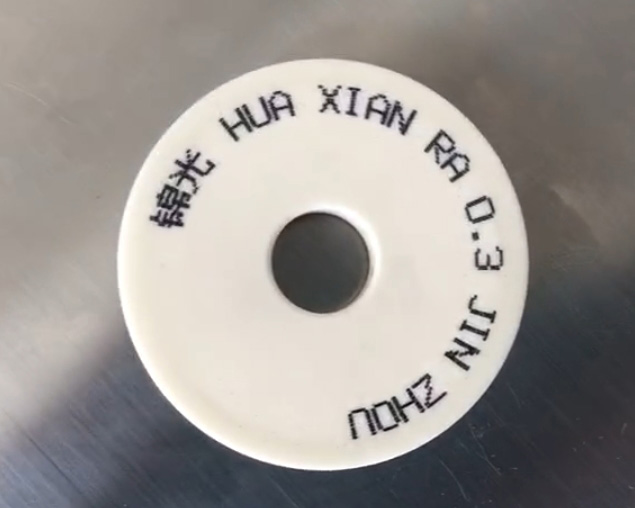 锦光 HUA XIAN RA 0.3 JIN ZHOU